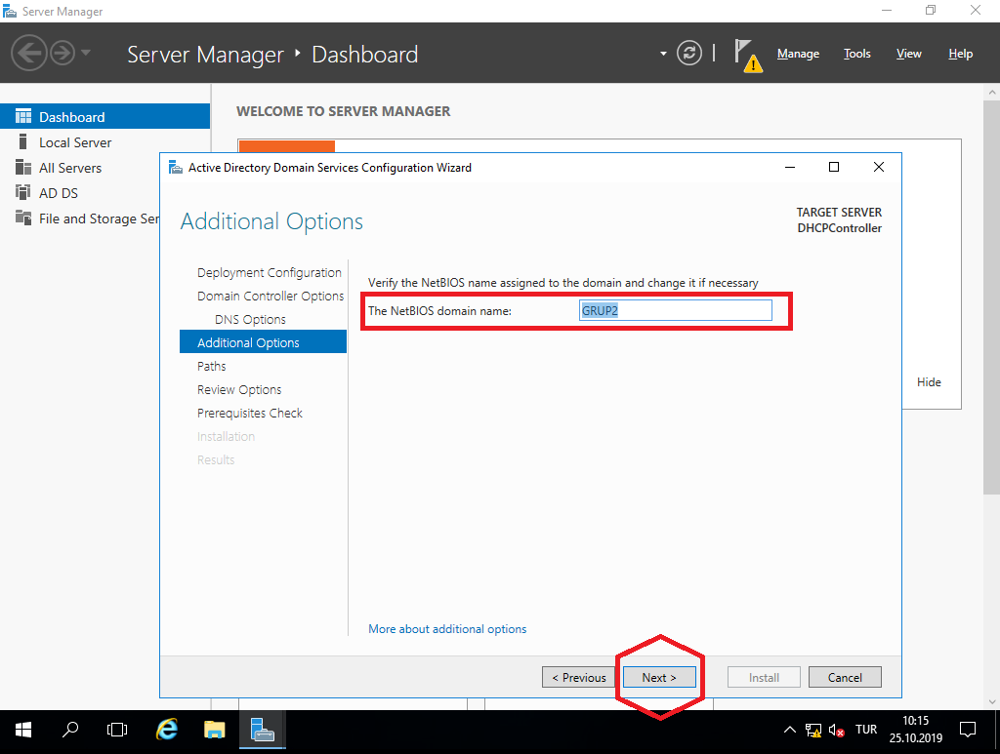 Server Manager
Server Manager ‣ Dashboard
Manage Tools View Help
Dashboard
Local Server
All Servers
AD DS
File and Storage Ser
WELCOME TO SERVER MANAGER
Active Directory Domain Services Configuration Wizard
Additional Options
TARGET SERVER
DHCPController
Deployment Configuration
Domain Controller Options
DNS Options
Additional Options
Paths
Review Options
Prerequisites Check
Installation
Results
Verify the NetBIOS name assigned to the domain and change it if necessary
The NetBIOS domain name: GRUP2
More about additional options
Hide
< Previous Next > Install Cancel
TUR
10:15
25.10.2019